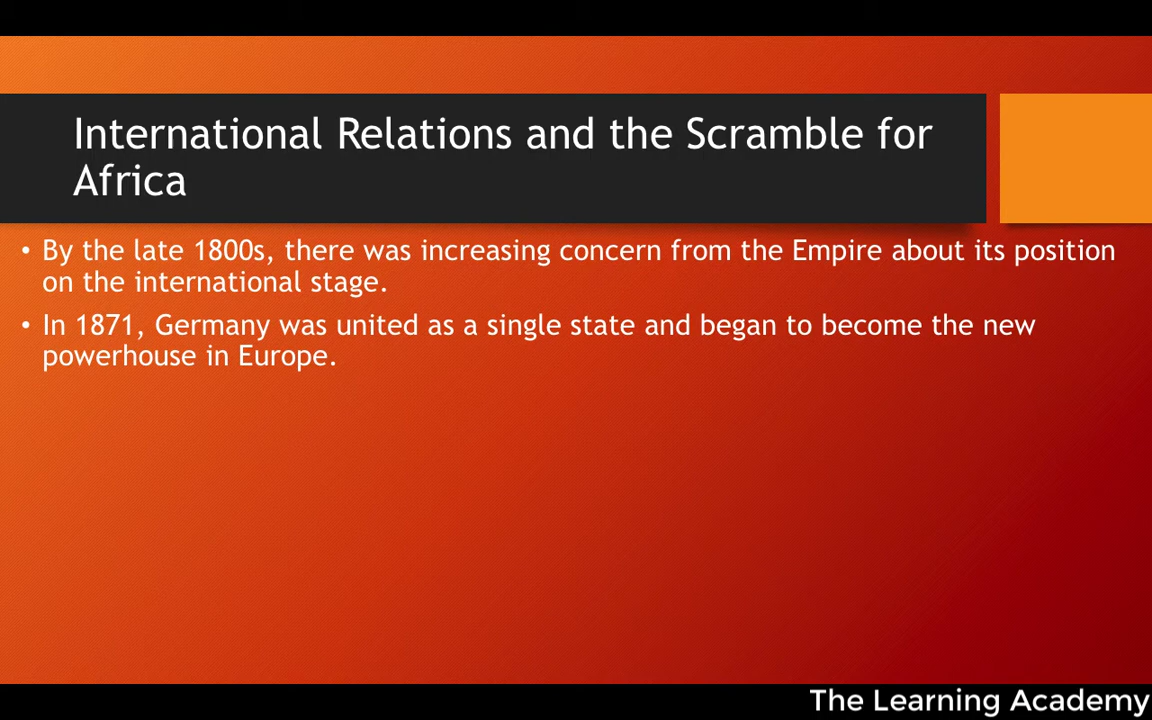 International Relations and the Scramble for
Africa
• By the late 1800s, there was increasing concern from the Empire about its position
on the international stage.
• In 1871, Germany was united as a single state and began to become the new
powerhouse in Europe.
The Learning Academy